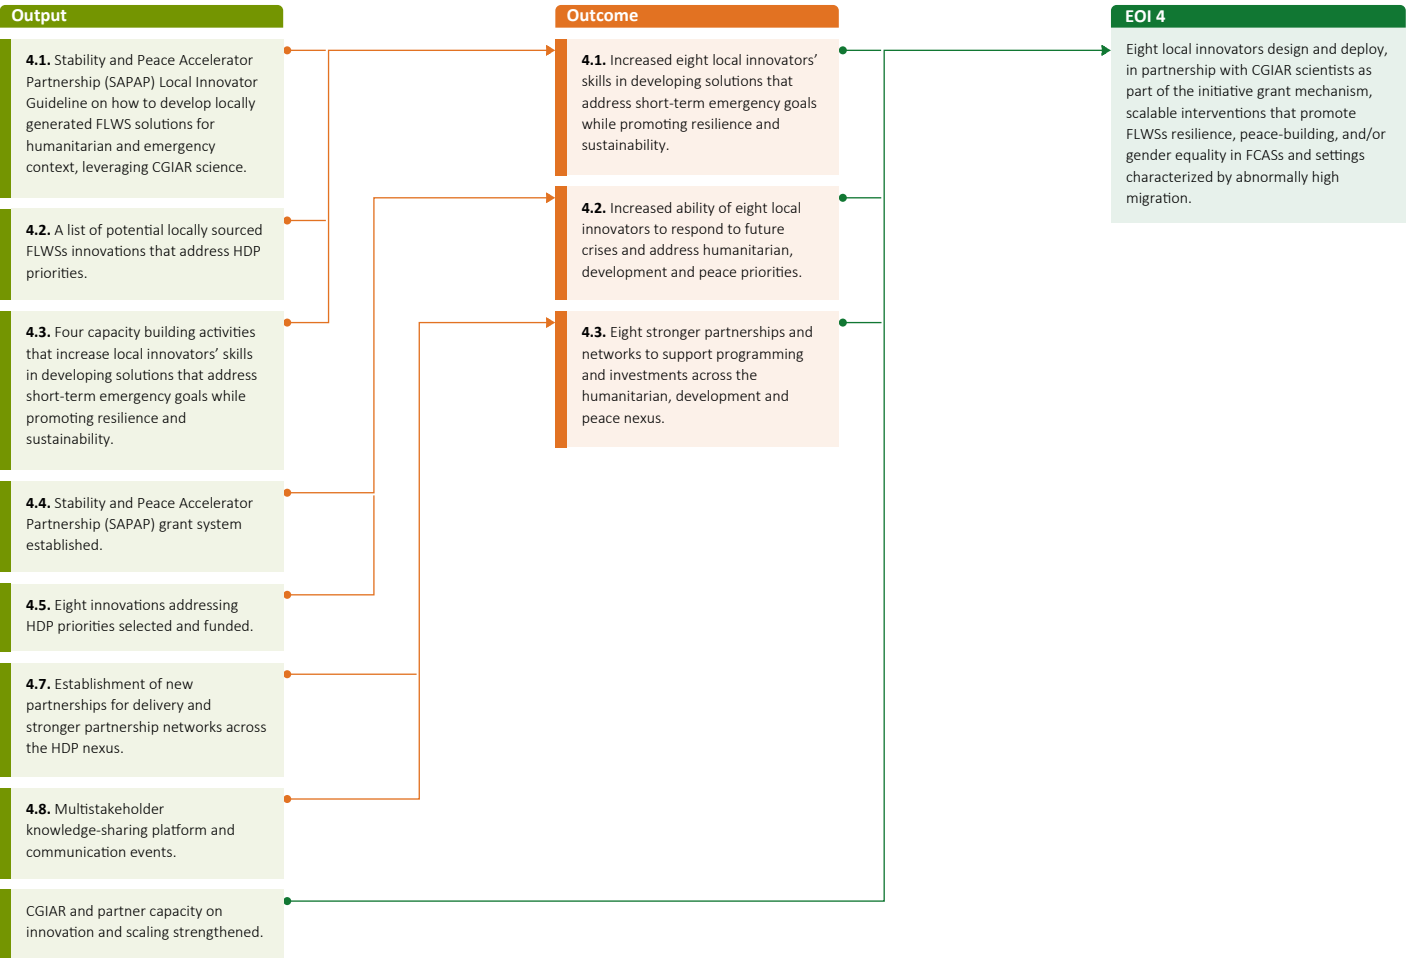 Output
4.1. Stability and Peace Accelerator
Partnership (SAPAP) Local Innovator
Guideline on how to develop locally
generated FLWS solutions for
humanitarian and emergency
context, leveraging CGIAR science.
4.2. A list of potential locally sourced
FLWSs innovations that address HDP
priorities.
4.3. Four capacity building activities
that increase local innovators’ skills
in developing solutions that address
short-term emergency goals while
promoting resilience and
sustainability.
4.4. Stability and Peace Accelerator
Partnership (SAPAP) grant system
established.
4.5. Eight innovations addressing
HDP priorities selected and funded.
4.7. Establishment of new
partnerships for delivery and
stronger partnership networks across
the HDP nexus.
4.8. Multistakeholder
knowledge-sharing platform and
communication events.
CGIAR and partner capacity on
innovation and scaling strengthened.
Outcome
4.1. Increased eight local innovators’
skills in developing solutions that
address short-term emergency goals
while promoting resilience and
sustainability.
4.2. Increased ability of eight local
innovators to respond to future
crises and address humanitarian,
development and peace priorities.
4.3. Eight stronger partnerships and
networks to support programming
and investments across the
humanitarian, development and
peace nexus.
EOI 4
Eight local innovators design and deploy,
in partnership with CGIAR scientists as
part of the initiative grant mechanism,
scalable interventions that promote
FLWSs resilience, peace-building, and/or
gender equality in FCASs and settings
characterized by abnormally high
migration.